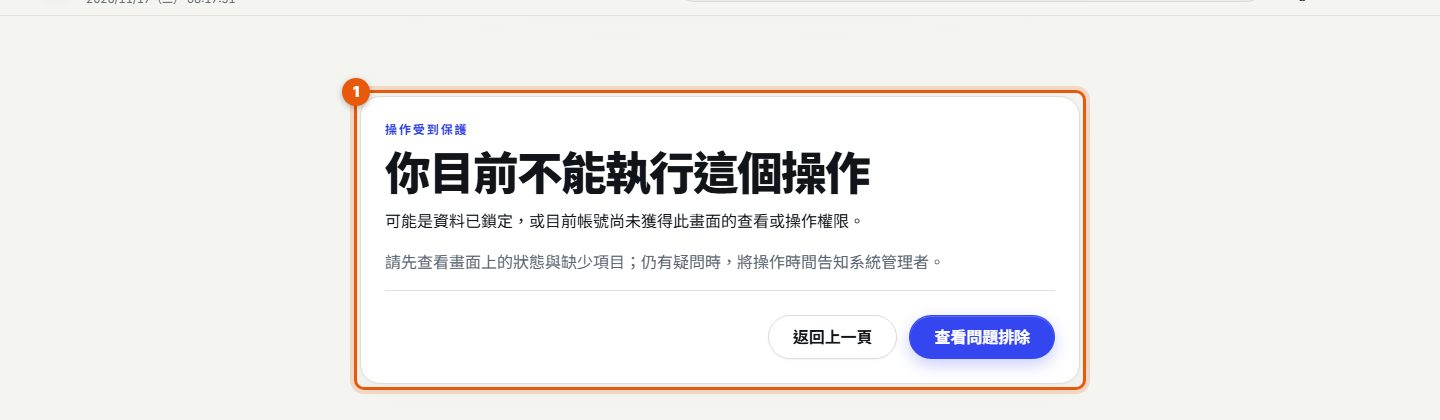 1
操作受到保護
你目前不能執行這個操作
可能是資料已鎖定，或目前帳號尚未獲得此畫面的查看或操作權限。
請先查看畫面上的狀態與缺少項目；仍有疑問時，將操作時間告知系統管理者。
返回上一頁
查看問題排除